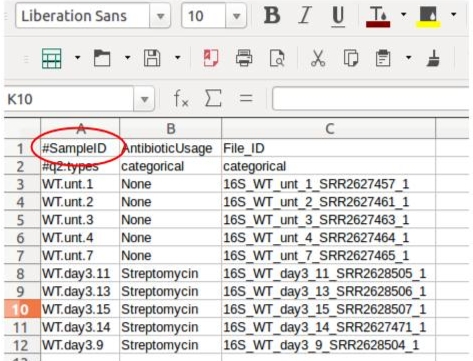 Liberation Sans 10 B I U T
K10 fx Σ =
A B C
1 #SampleID AntibioticUsage File_ID
2 #q2:types categorical categorical
3 WT.unt.1 None 16S_WT_unt_1_SRR2627457_1
4 WT.unt.2 None 16S_WT_unt_2_SRR2627461_1
5 WT.unt.3 None 16S_WT_unt_3_SRR2627463_1
6 WT.unt.4 None 16S_WT_unt_4_SRR2627464_1
7 WT.unt.7 None 16S_WT_unt_7_SRR2627465_1
8 WT.day3.11 Streptomycin 16S_WT_day3_11_SRR2628505_1
9 WT.day3.13 Streptomycin 16S_WT_day3_13_SRR2628506_1
10 WT.day3.15 Streptomycin 16S_WT_day3_15_SRR2628507_1
11 WT.day3.14 Streptomycin 16S_WT_day3_14_SRR2627471_1
12 WT.day3.9 Streptomycin 16S_WT_day3_9_SRR2628504_1